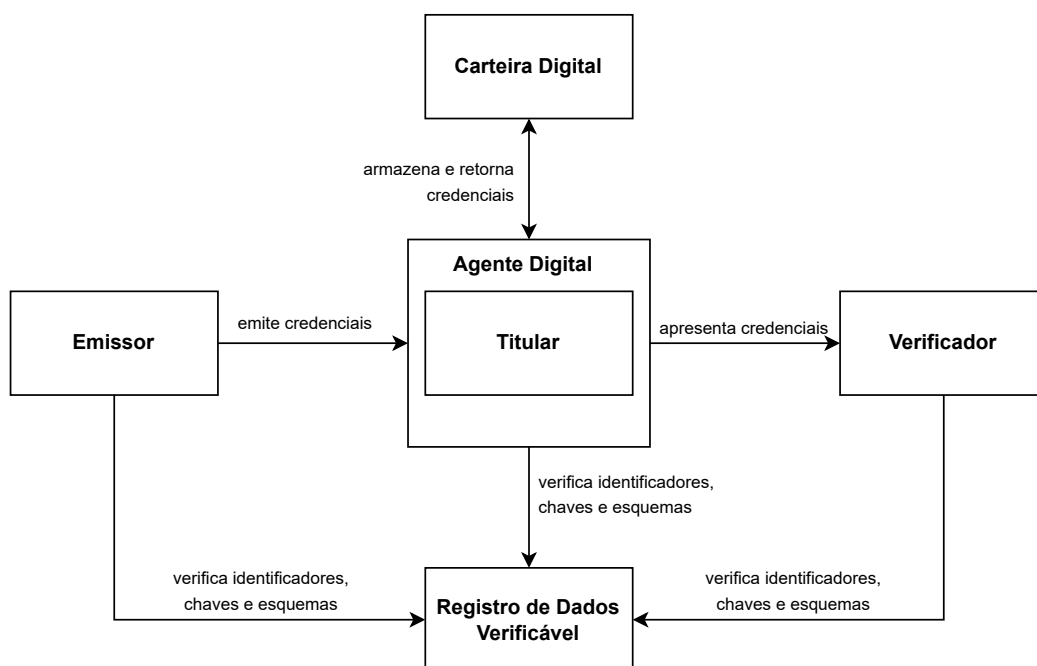 Carteira Digital
armazena e retorna
credenciais
Agente Digital
Emissor
emite credenciais
Titular
apresenta credenciais
Verificador
verifica identificadores,
chaves e esquemas
verifica identificadores,
chaves e esquemas
Registro de Dados
Verificável
verifica identificadores,
chaves e esquemas